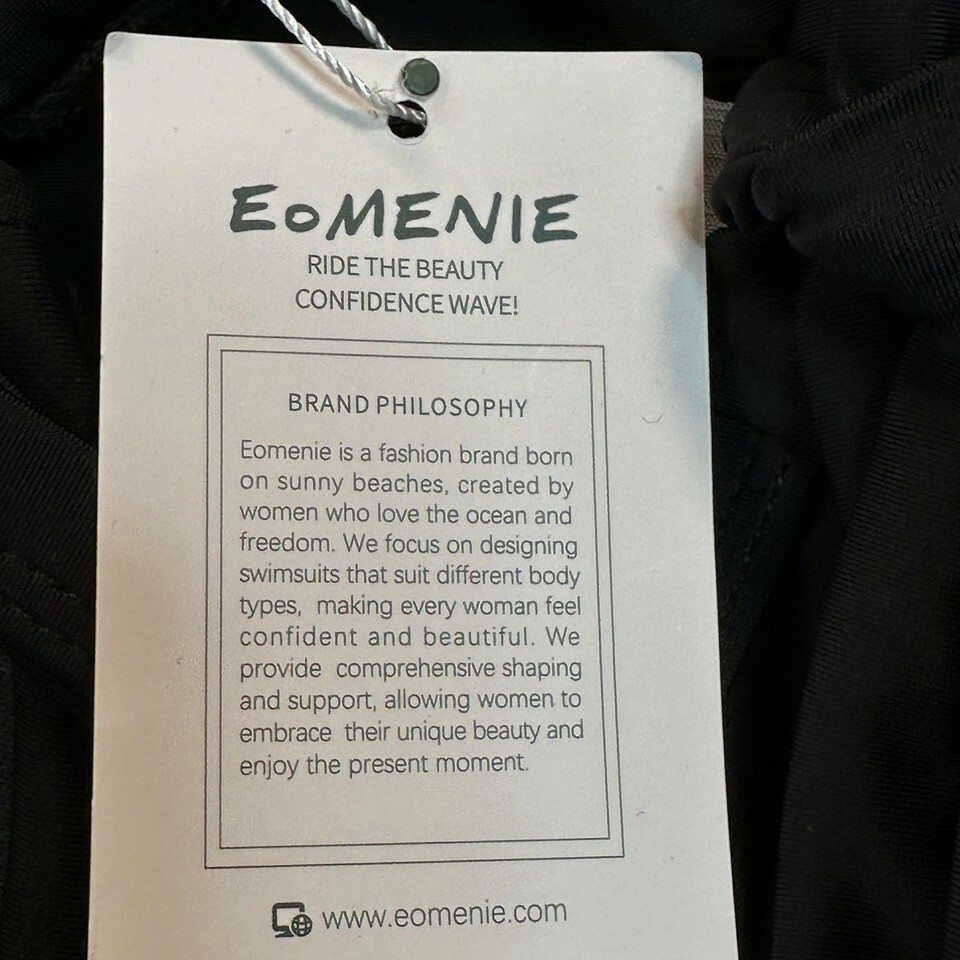 EOMENIE
RIDE THE BEAUTY
CONFIDENCE WAVE!
BRAND PHILOSOPHY
Eomenie is a fashion brand born
on sunny beaches, created by
women who love the ocean and
freedom. We focus on designing
swimsuits that suit different body
types, making every woman feel
confident and beautiful. We
provide comprehensive shaping
and support, allowing women to
embrace their unique beauty and
enjoy the present moment.
www.eomenie.com